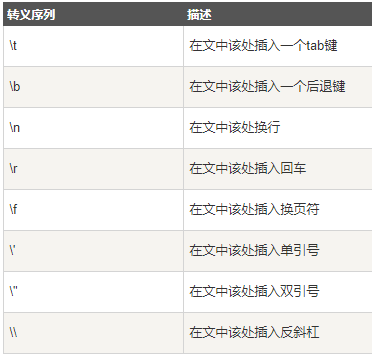 转义序列 描述
\t 在文中该处插入一个tab键
\b 在文中该处插入一个后退键
\n 在文中该处换行
\r 在文中该处插入回车
\f 在文中该处插入换页符
\' 在文中该处插入单引号
\" 在文中该处插入双引号
\\ 在文中该处插入反斜杠